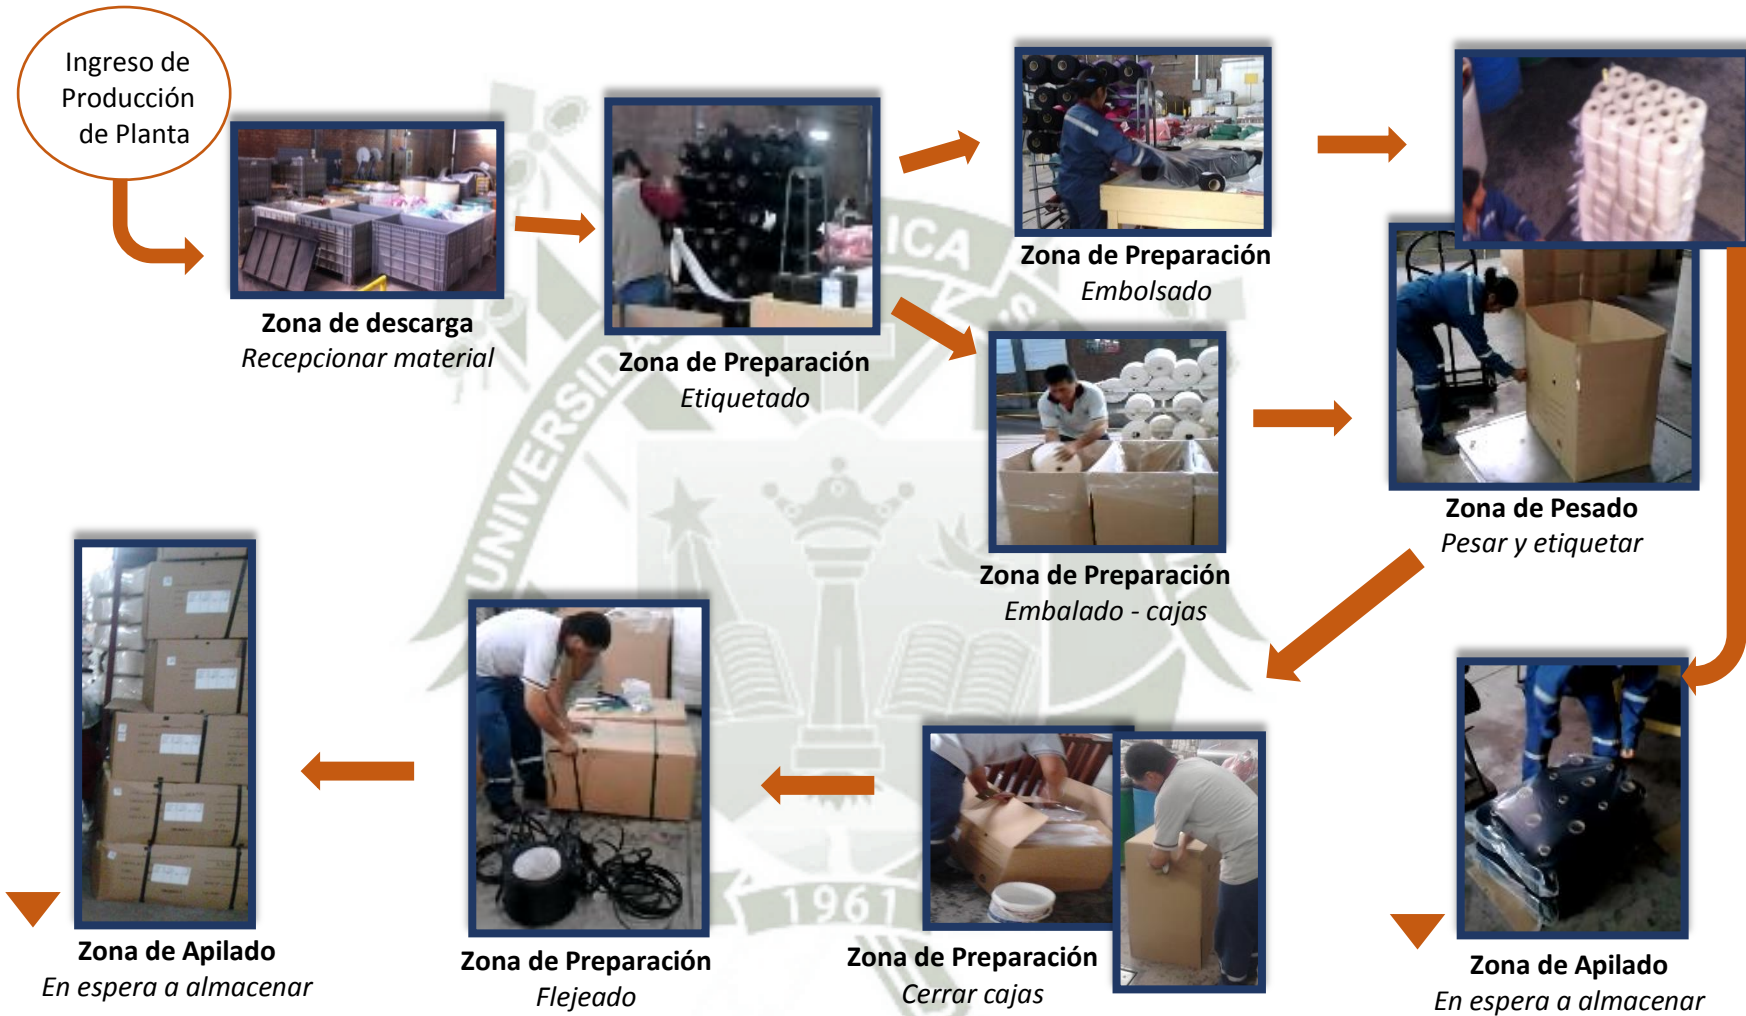 Ingreso de
Producción
de Planta
Zona de descarga
Recepcionar material
Zona de Preparación
Etiquetado
Zona de Preparación
Embolsado
Zona de Preparación
Embalado - cajas
Zona de Pesado
Pesar y etiquetar
Zona de Apilado
En espera a almacenar
Zona de Preparación
Flejeado
Zona de Preparación
Cerrar cajas
Zona de Apilado
En espera a almacenar
1961